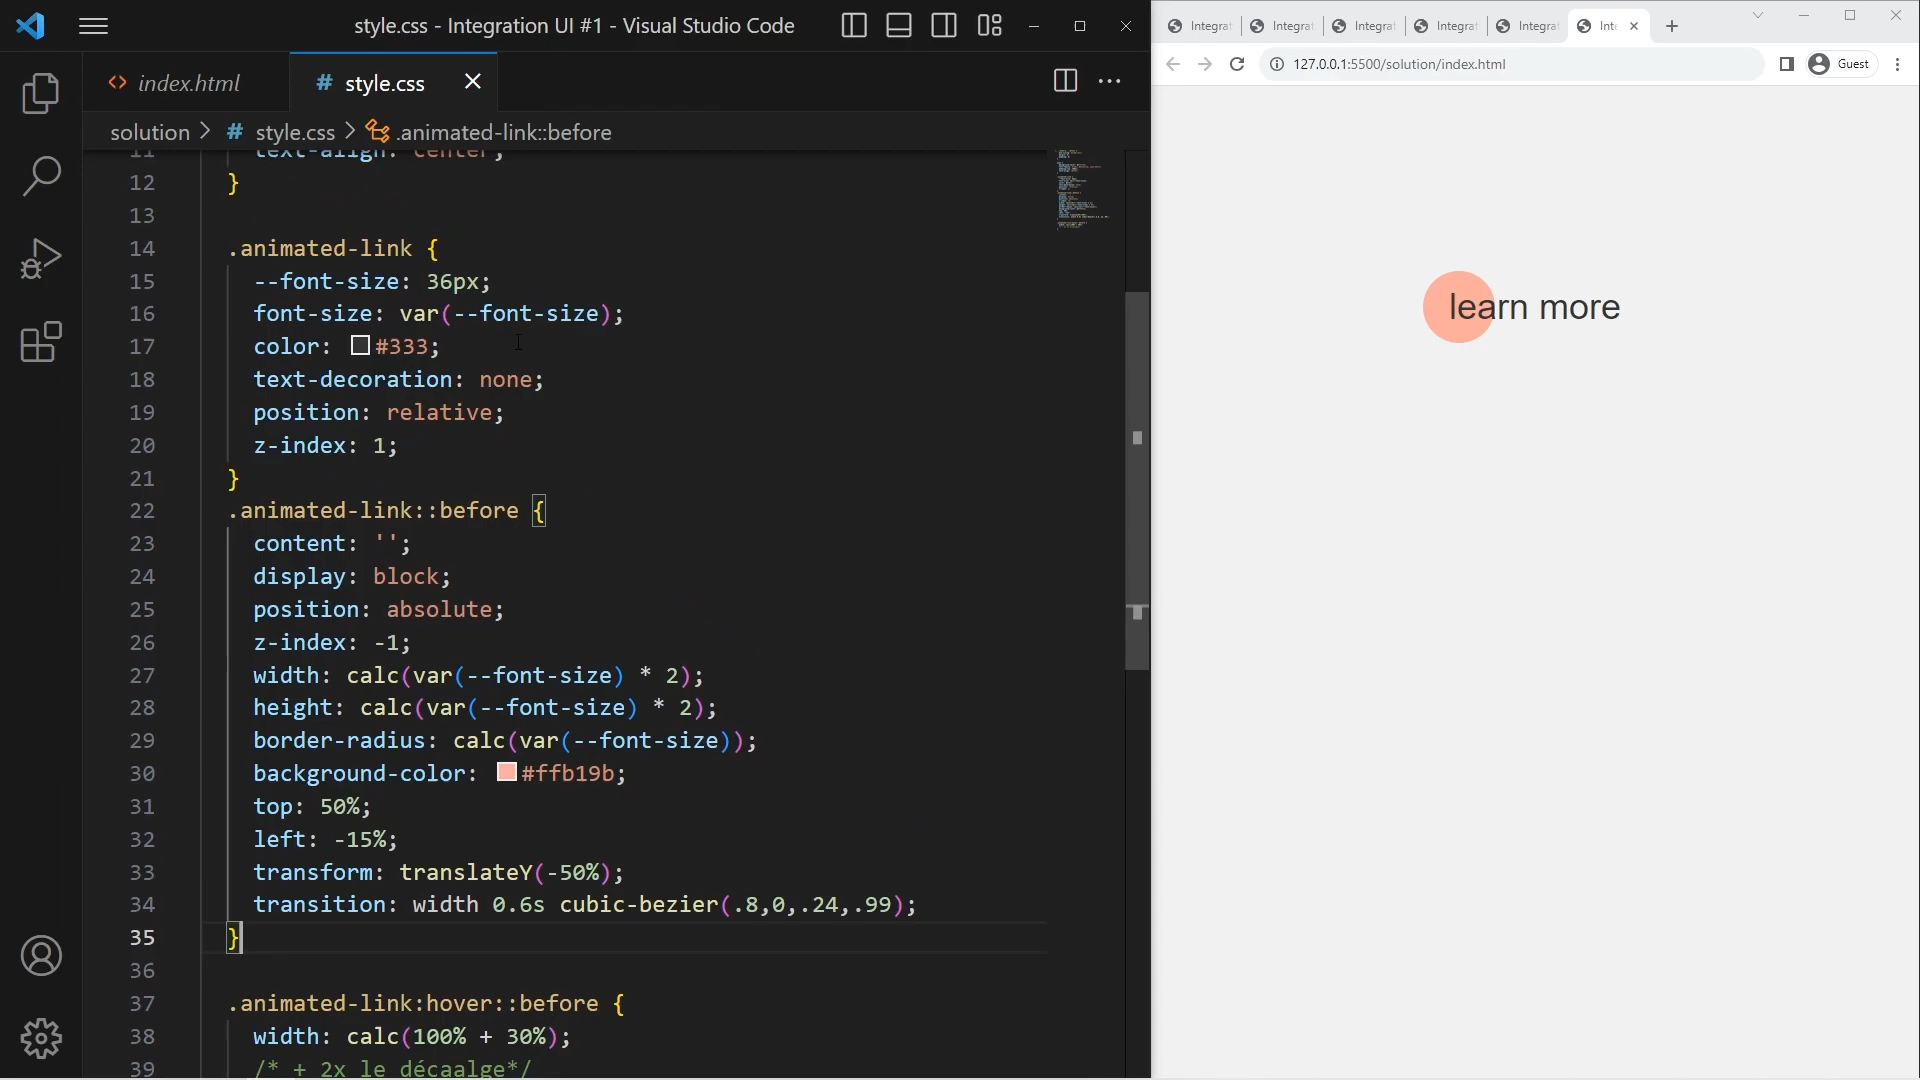 style.css - Integration UI #1 - Visual Studio Code
index.html
# style.css
solution > # style.css > .animated-link::before
11 text-align: center;
12 }
13
14 .animated-link {
15 --font-size: 36px;
16 font-size: var(--font-size);
17 color: #333;
18 text-decoration: none;
19 position: relative;
20 z-index: 1;
21 }
22 .animated-link::before {
23 content: '';
24 display: block;
25 position: absolute;
26 z-index: -1;
27 width: calc(var(--font-size) * 2);
28 height: calc(var(--font-size) * 2);
29 border-radius: calc(var(--font-size));
30 background-color: #ffb19b;
31 top: 50%;
32 left: -15%;
33 transform: translateY(-50%);
34 transition: width 0.6s cubic-bezier(.8,0,.24,.99);
35 }
36
37 .animated-link:hover::before {
38 width: calc(100% + 30%);
39 /* + 2x le décaalge*/
Integrat Integrat Integrat Integrat Integrat Int
127.0.0.1:5500/solution/index.html
Guest
learn more